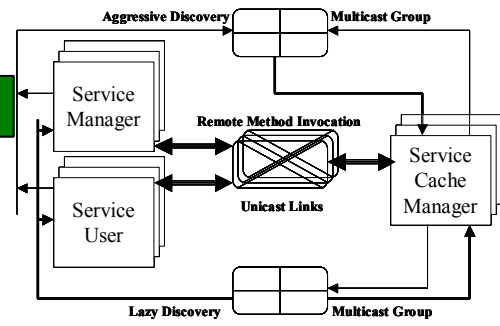 Aggressive Discovery
Multicast Group
Service
Manager
Remote Method Invocation
Service
Cache
Manager
Service
User
Unicast Links
Lazy Discovery
Multicast Group